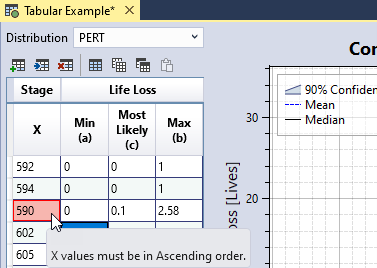 Tabular Example*
Distribution PERT
Stage Life Loss
X Min (a) Most Likely (c) Max (b)
592 0 0 1
594 0 0 1
590 0 0.1 2.58
602
605
X values must be in Ascending order.
Co
90% Confiden
Mean
Median
30
20
oss [Lives]